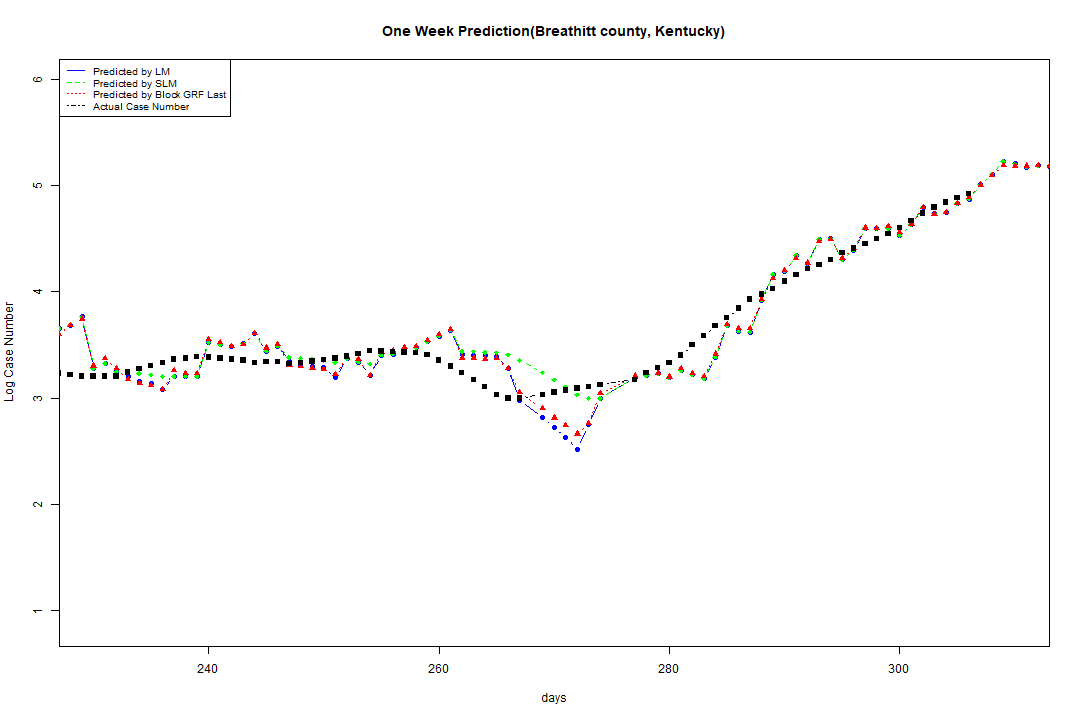 One Week Prediction(Breathitt county, Kentucky)
Predicted by LM
Predicted by SLM
Predicted by Block GRF Last
Actual Case Number
Log Case Number
6
5
4
3
2
1
240 260 280 300
days